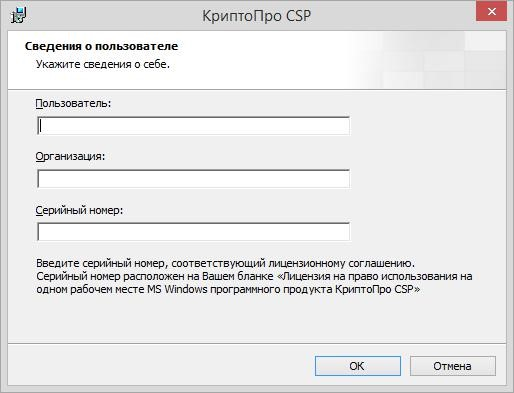 КриптоПро CSP
Сведения о пользователе
Укажите сведения о себе.
Пользователь:
Организация:
Серийный номер:
Введите серийный номер, соответствующий лицензионному соглашению.
Серийный номер расположен на Вашем бланке «Лицензия на право использования на
одном рабочем месте MS Windows программного продукта КриптоПро CSP»
OK
Отмена